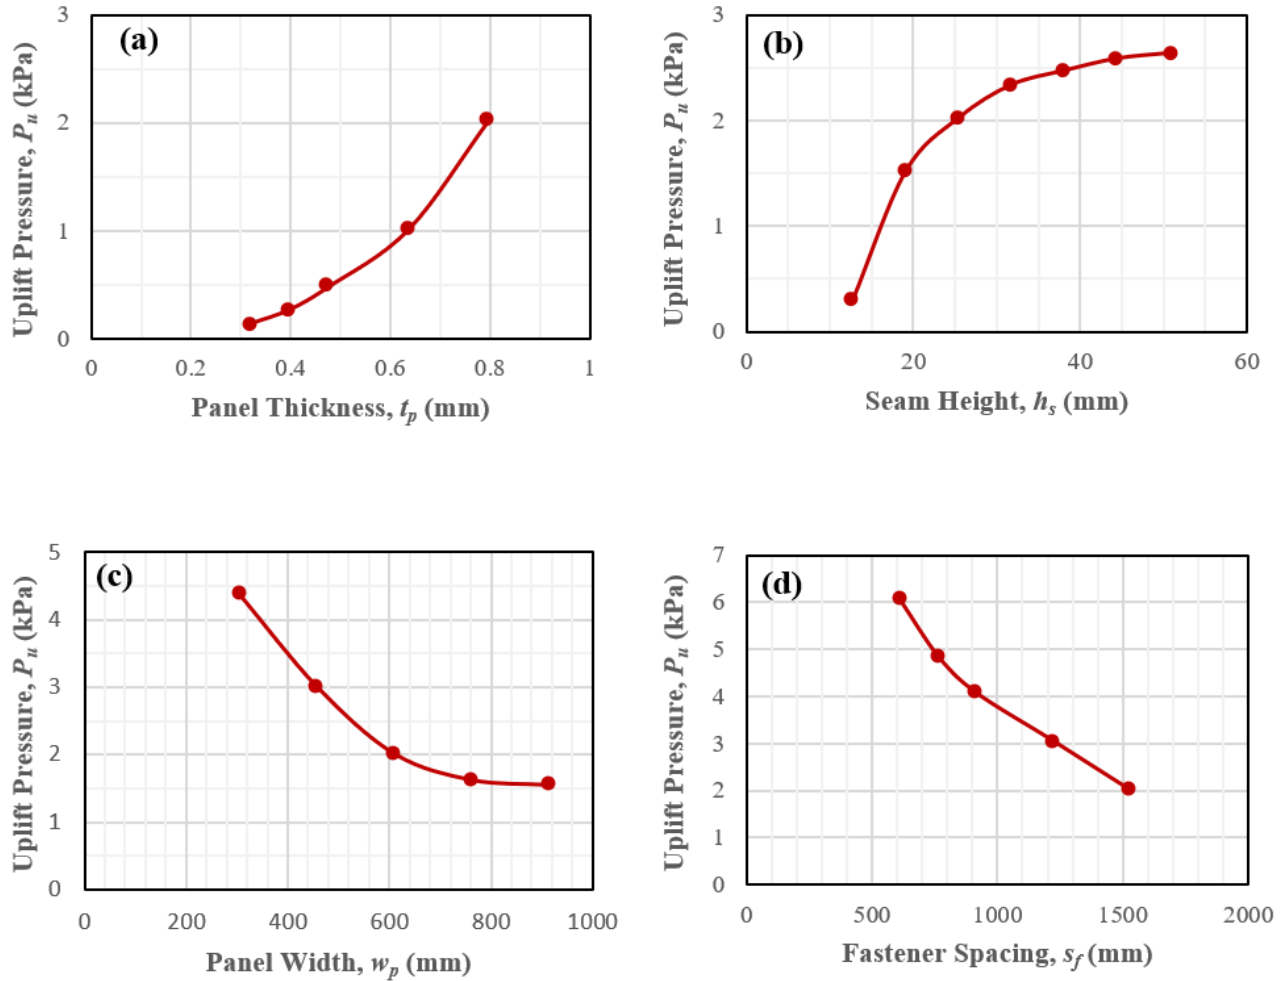 (a)
Uplift Pressure, Pu (kPa)
3
2
1
0
0 0.2 0.4 0.6 0.8 1
Panel Thickness, tp (mm)
(b)
Uplift Pressure, Pu (kPa)
3
2
1
0
0 20 40 60
Seam Height, hs (mm)
(c)
Uplift Pressure, Pu (kPa)
5
4
3
2
1
0
0 200 400 600 800 1000
Panel Width, wp (mm)
(d)
Uplift Pressure, Pu (kPa)
7
6
5
4
3
2
1
0
0 500 1000 1500 2000
Fastener Spacing, sf (mm)